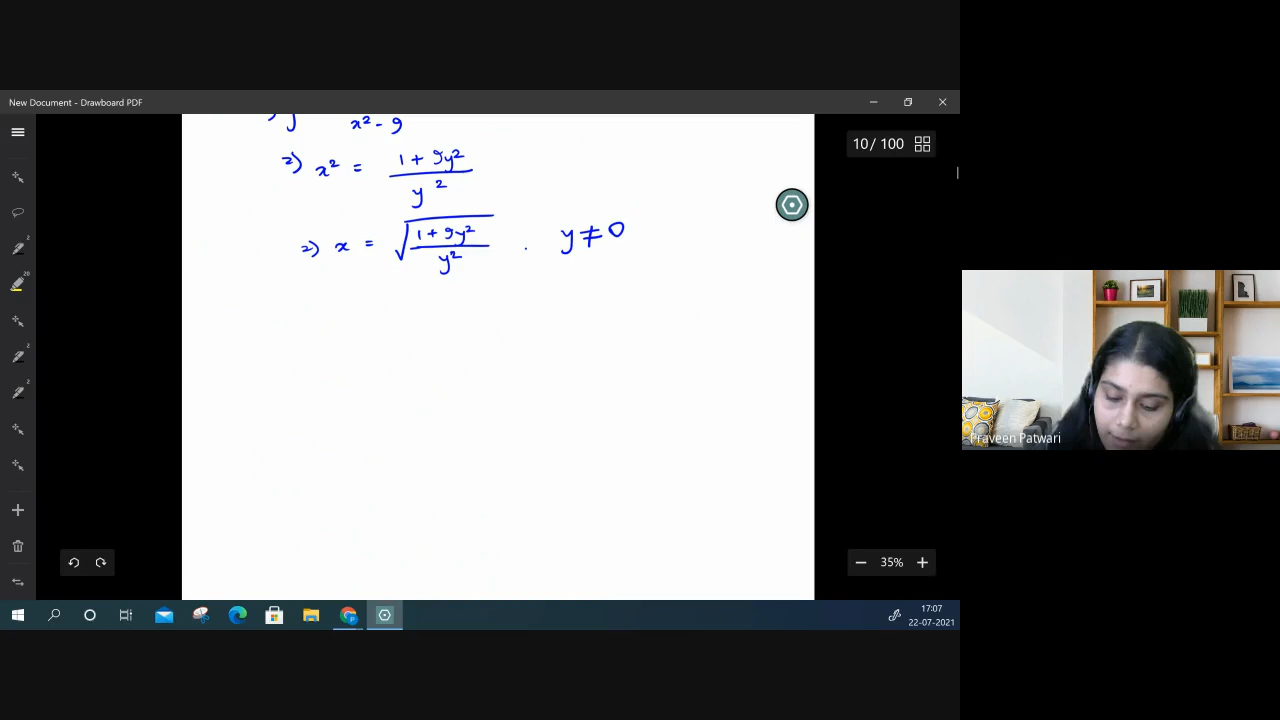 New Document - Drawboard PDF
x² - 9
10 / 100
⇒) x² = (1 + 9y²) / y²
⇒) x = √((1 + 9y²) / y²) . y ≠ 0
Praveen Patwari
35%
17:07
22-07-2021